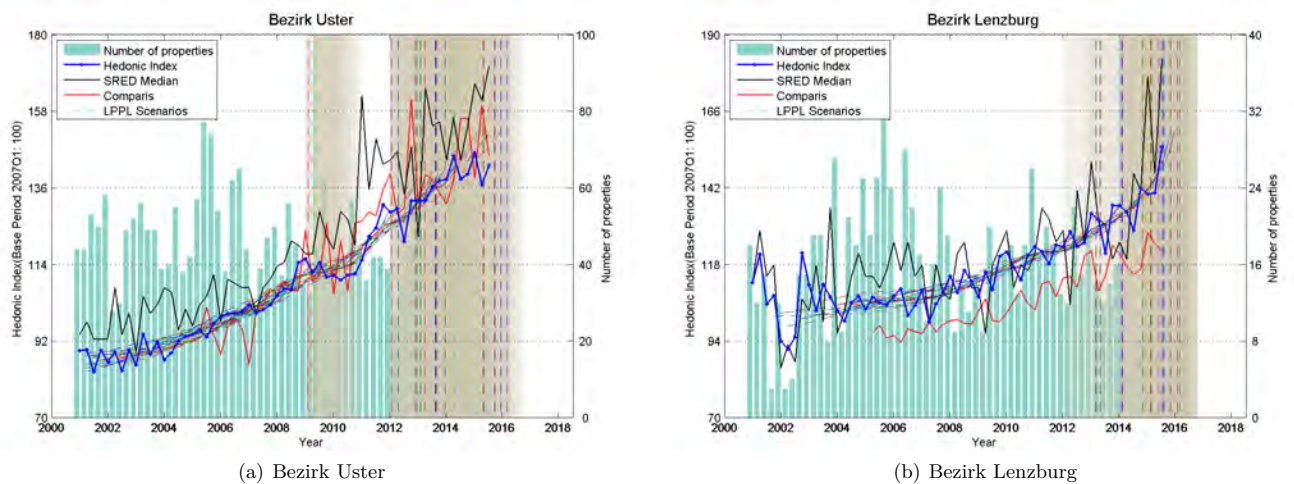 Bezirk Uster
180
158
136
114
92
70
Hedonic Index(Base Period 2007Q1: 100)
Number of properties
Hedonic Index
SRED Median
Comparis
LPPL Scenarios
100
80
60
40
20
0
Number of properties
2000 2002 2004 2006 2008 2010 2012 2014 2016 2018
Year
(a) Bezirk Uster
Bezirk Lenzburg
190
166
142
118
94
70
Hedonic Index(Base Period 2007Q1: 100)
Number of properties
Hedonic Index
SRED Median
Comparis
LPPL Scenarios
40
32
24
16
8
0
Number of properties
2000 2002 2004 2006 2008 2010 2012 2014 2016 2018
Year
(b) Bezirk Lenzburg